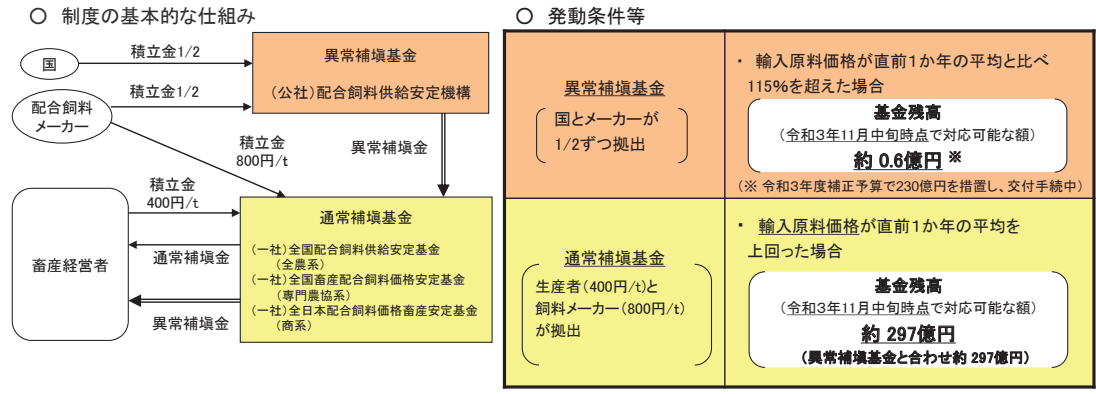 ○ 制度の基本的な仕組み
国
積立金1/2
異常補塡基金
(公社)配合飼料供給安定機構
配合飼料
メーカー
積立金1/2
積立金
800円/t
異常補塡金
積立金
400円/t
畜産経営者
通常補塡金
異常補塡金
通常補塡基金
(一社)全国配合飼料供給安定基金
(全農系)
(一社)全国畜産配合飼料価格安定基金
(専門農協系)
(一社)全日本配合飼料価格畜産安定基金
(商系)
○ 発動条件等
異常補塡基金
国とメーカーが
1/2ずつ拠出
・ 輸入原料価格が直前1か年の平均と比べ
115%を超えた場合
基金残高
(令和3年11月中旬時点で対応可能な額)
約 0.6億円 ※
(※ 令和3年度補正予算で230億円を措置し、交付手続中)
通常補塡基金
生産者(400円/t)と
飼料メーカー(800円/t)
が拠出
・ 輸入原料価格が直前1か年の平均を
上回った場合
基金残高
(令和3年11月中旬時点で対応可能な額)
約 297億円
(異常補塡基金と合わせ約 297億円)